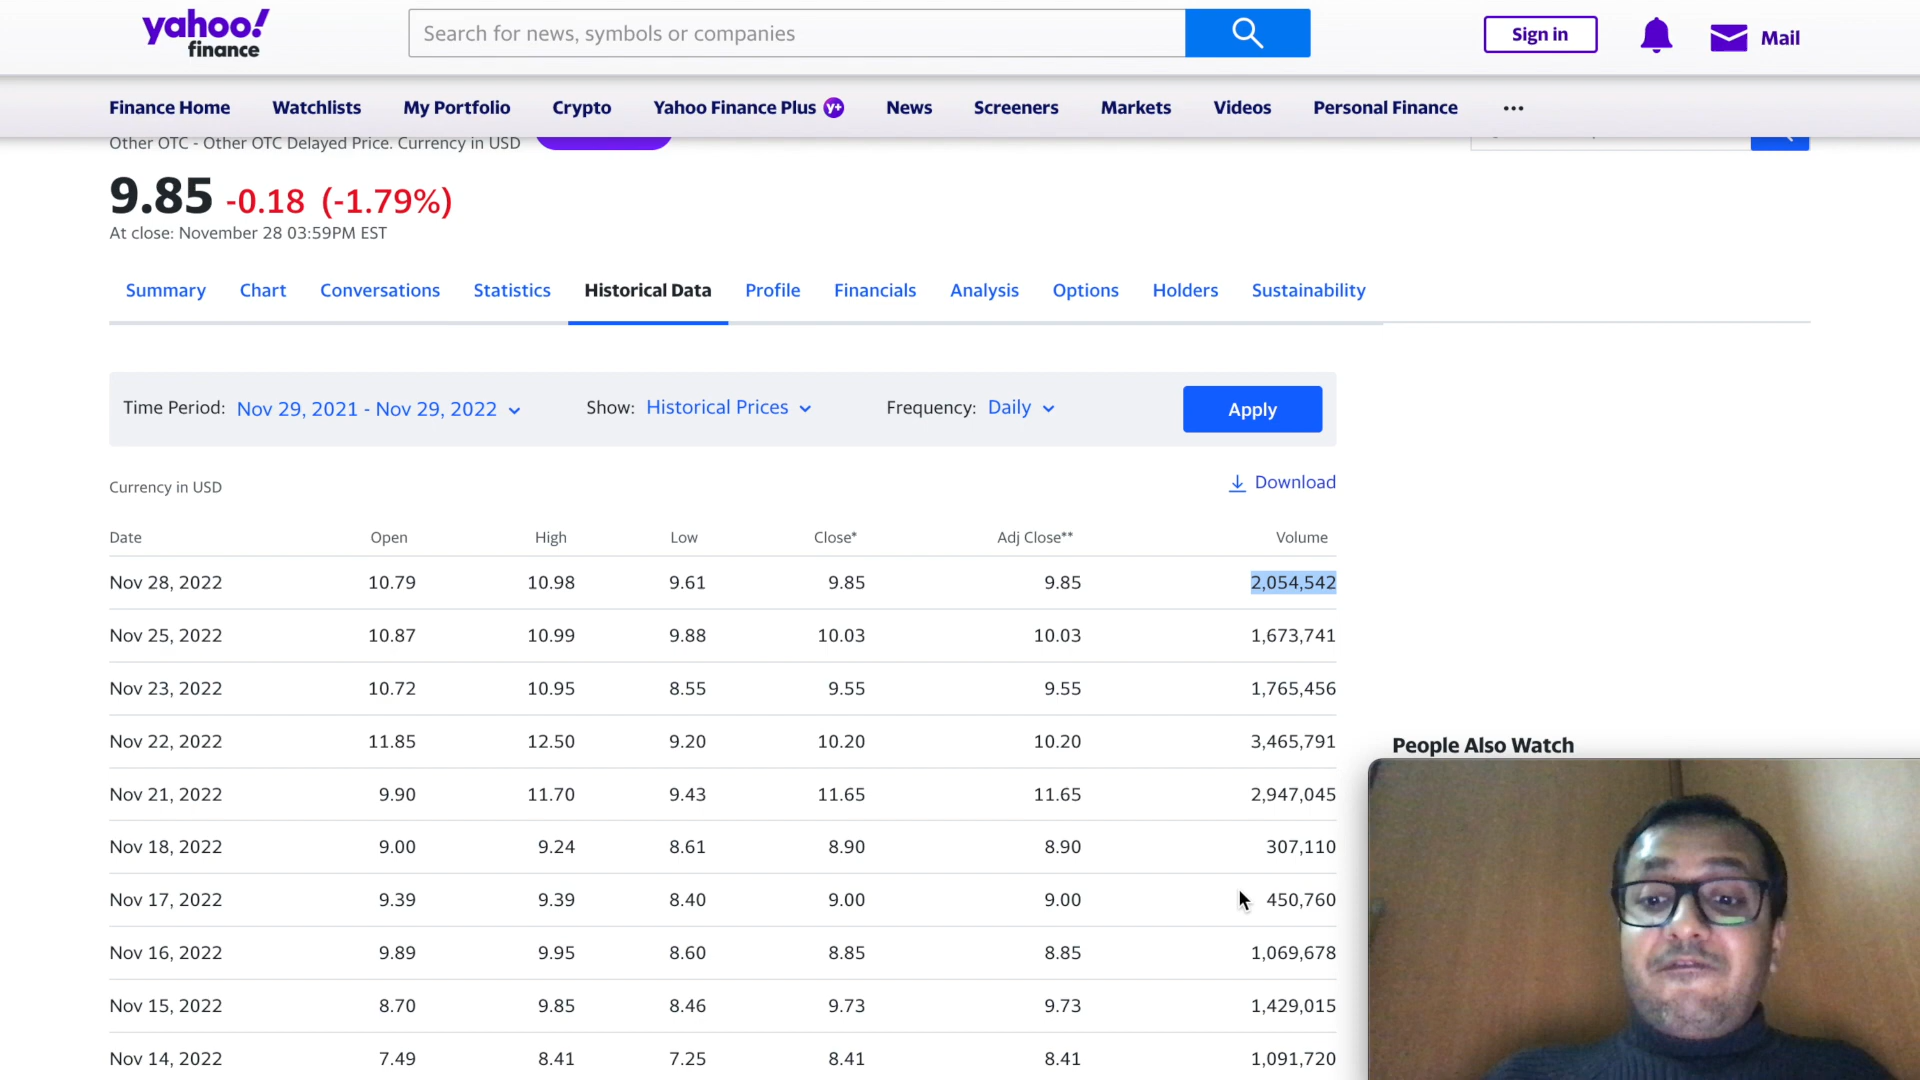 yahoo!
finance
Search for news, symbols or companies
Sign in
Mail
Finance Home Watchlists My Portfolio Crypto Yahoo Finance Plus y+ News Screeners Markets Videos Personal Finance ...
Other OTC - Other OTC Delayed Price. Currency in USD
9.85 -0.18 (-1.79%)
At close: November 28 03:59PM EST
Summary Chart Conversations Statistics Historical Data Profile Financials Analysis Options Holders Sustainability
Time Period: Nov 29, 2021 - Nov 29, 2022 Show: Historical Prices Frequency: Daily Apply
Currency in USD Download
Date Open High Low Close* Adj Close** Volume
Nov 28, 2022 10.79 10.98 9.61 9.85 9.85 2,054,542
Nov 25, 2022 10.87 10.99 9.88 10.03 10.03 1,673,741
Nov 23, 2022 10.72 10.95 8.55 9.55 9.55 1,765,456
Nov 22, 2022 11.85 12.50 9.20 10.20 10.20 3,465,791
People Also Watch
Nov 21, 2022 9.90 11.70 9.43 11.65 11.65 2,947,045
Nov 18, 2022 9.00 9.24 8.61 8.90 8.90 307,110
Nov 17, 2022 9.39 9.39 8.40 9.00 9.00 450,760
Nov 16, 2022 9.89 9.95 8.60 8.85 8.85 1,069,678
Nov 15, 2022 8.70 9.85 8.46 9.73 9.73 1,429,015
Nov 14, 2022 7.49 8.41 7.25 8.41 8.41 1,091,720